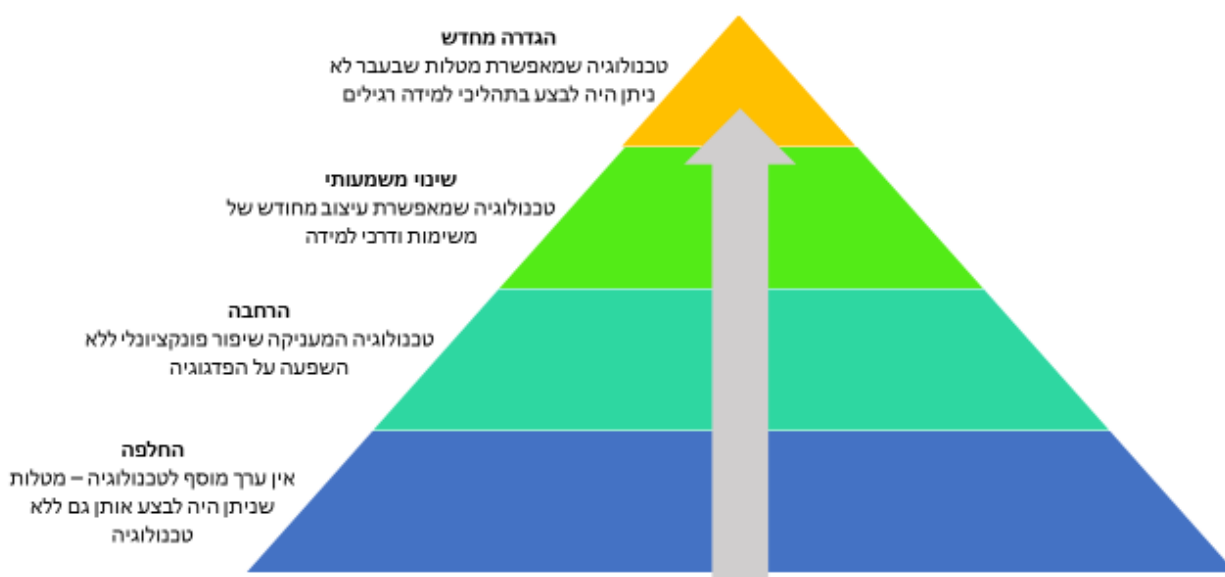 הגדרה מחדש
טכנולוגיה שמאפשרת מטלות שבעבר לא
ניתן היה לבצע בתהליכי למידה רגילים
שינוי משמעותי
טכנולוגיה שמאפשרת עיצוב מחודש של
משימות ודרכי למידה
הרחבה
טכנולוגיה המעניקה שיפור פונקציונלי ללא
השפעה על הפדגוגיה
החלפה
אין ערך מוסף לטכנולוגיה – מטלות
שניתן היה לבצע אותן גם ללא
טכנולוגיה